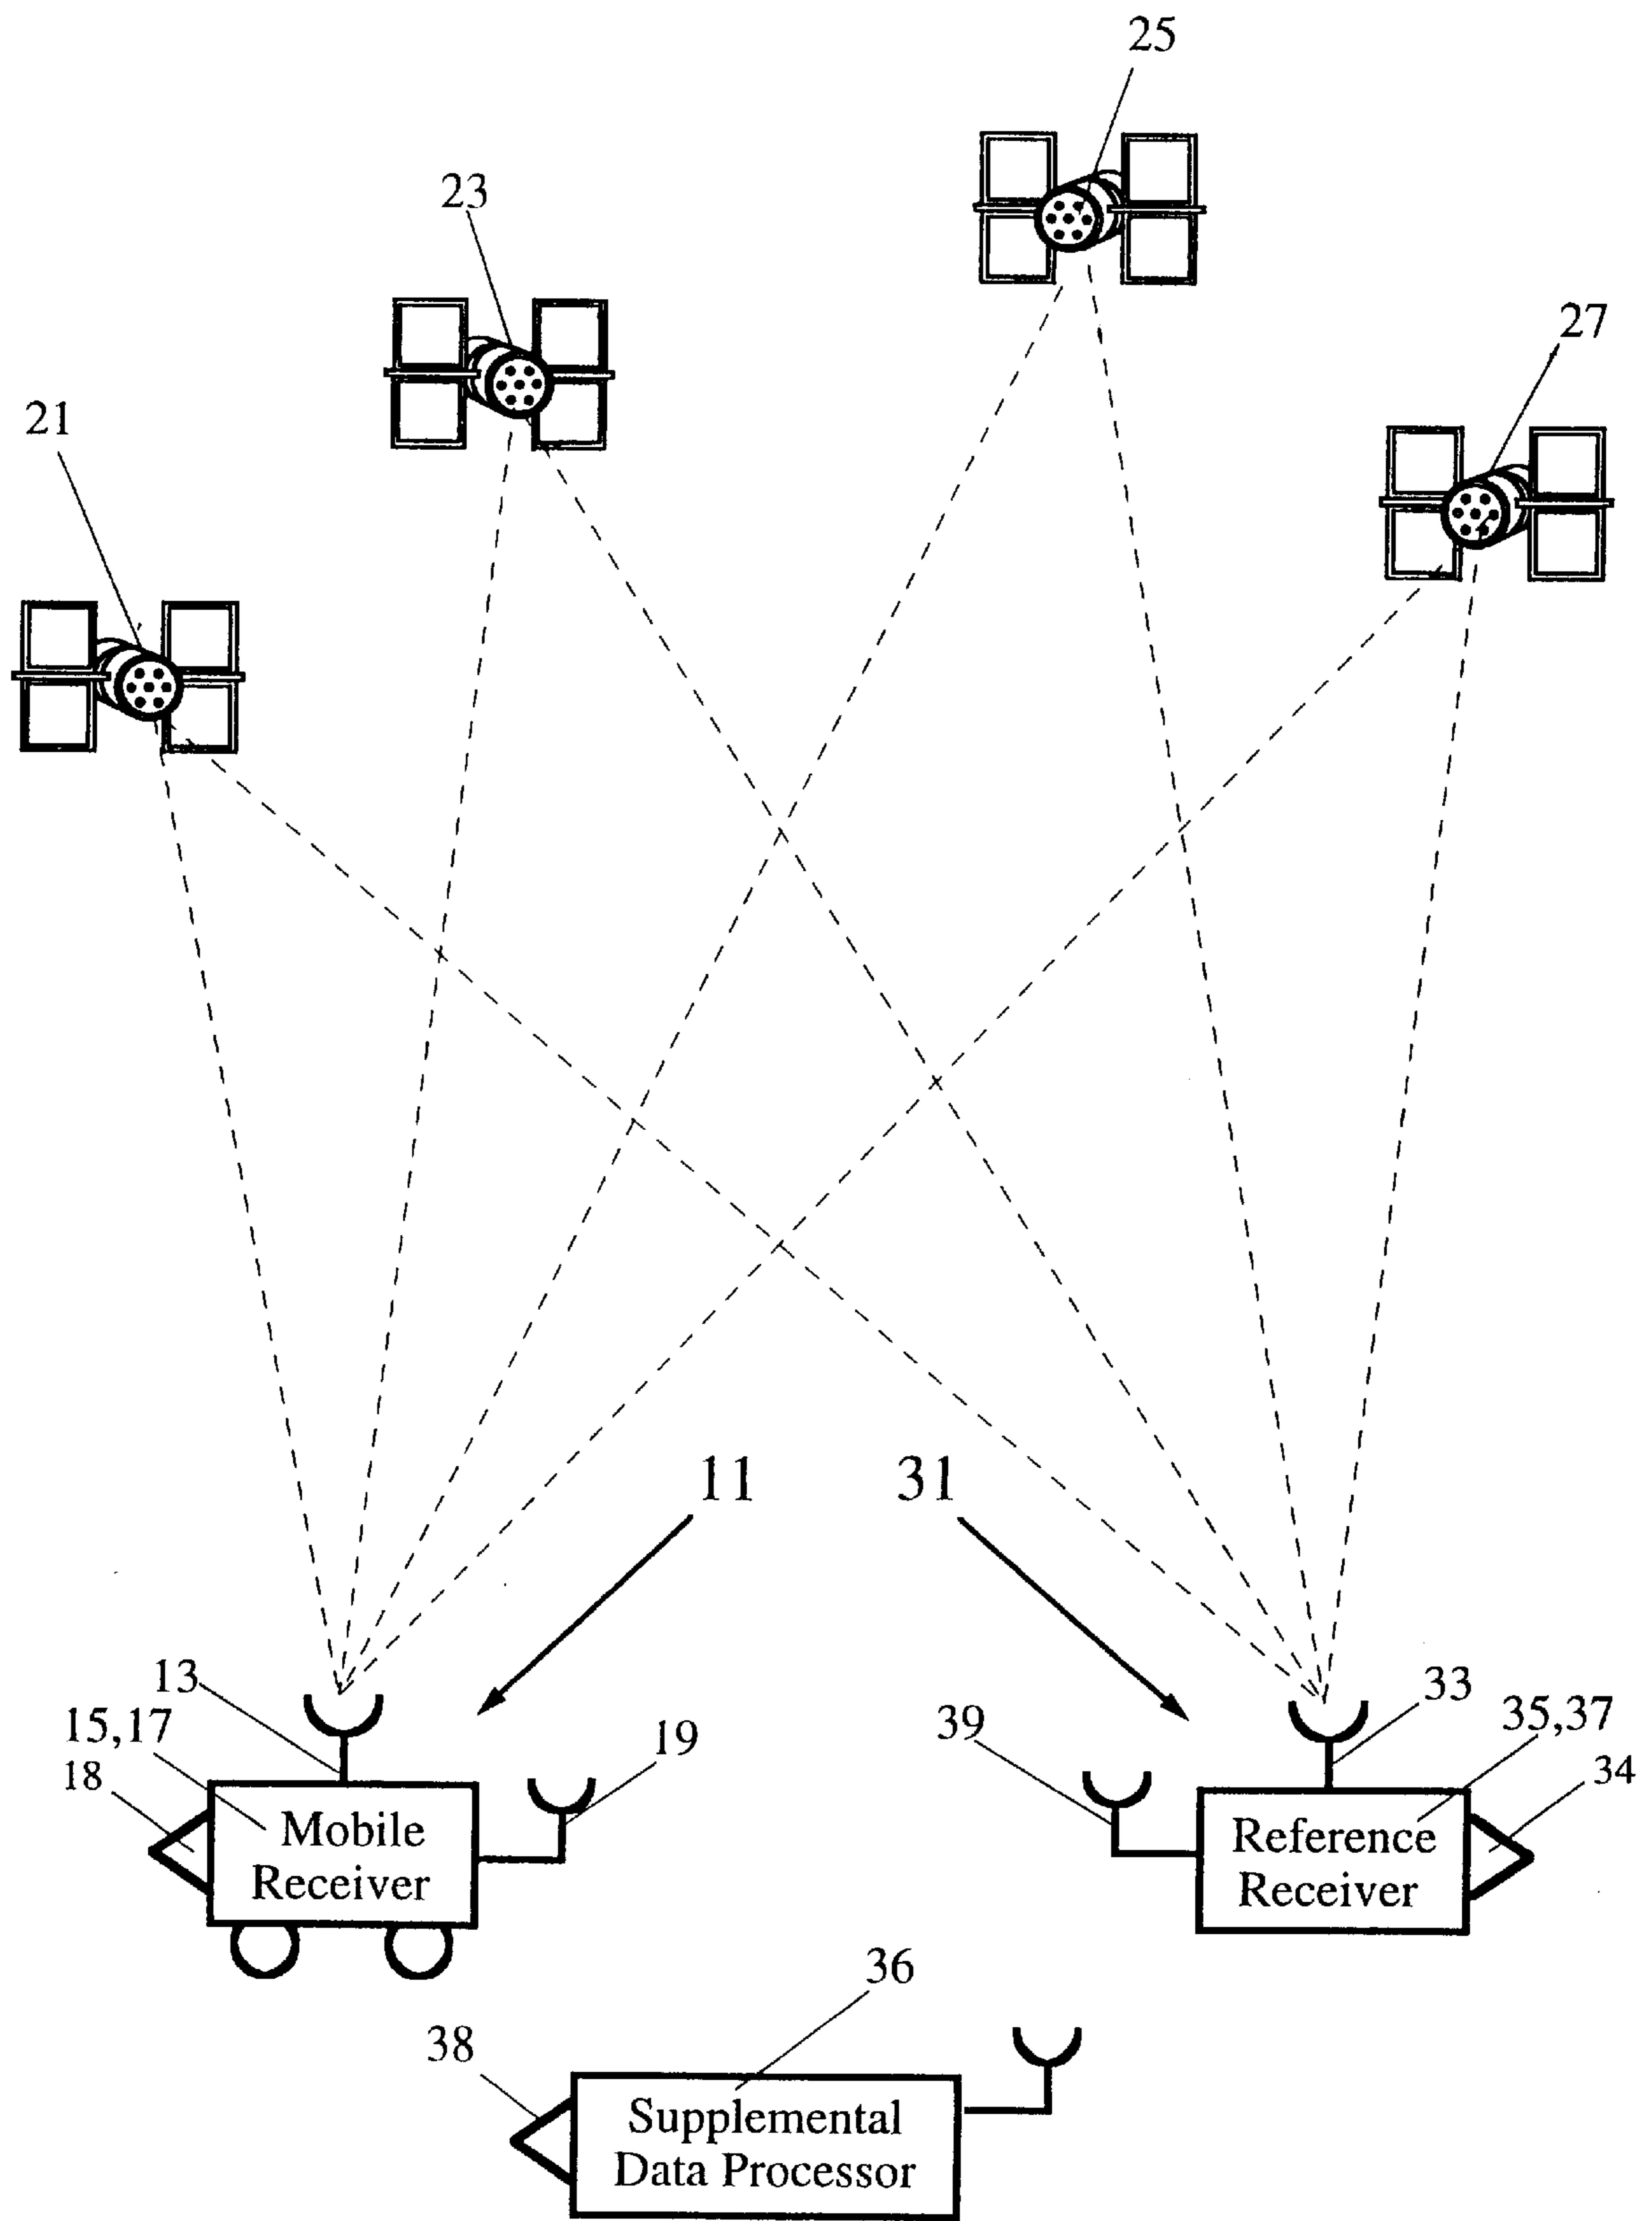 25
23
27
21
11
31
13
33
15,17
35,37
39
19
18
34
Mobile
Receiver
Reference
Receiver
36
38
Supplemental
Data Processor